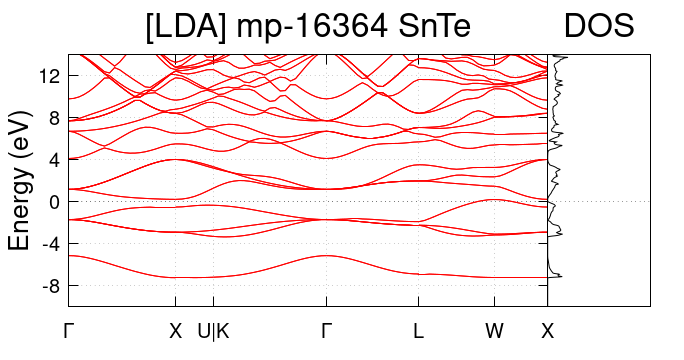 [LDA] mp-16364 SnTe
DOS
Energy (eV)
12
8
4
0
-4
-8
Γ X U|K Γ L W X